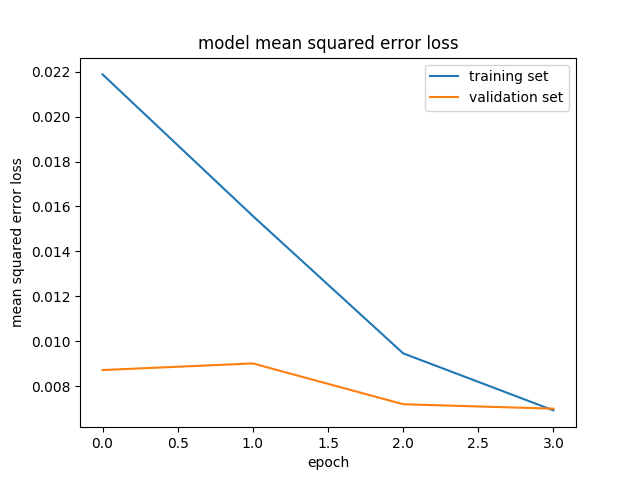 model mean squared error loss
training set
validation set
mean squared error loss
0.022
0.020
0.018
0.016
0.014
0.012
0.010
0.008
0.0 0.5 1.0 1.5 2.0 2.5 3.0
epoch